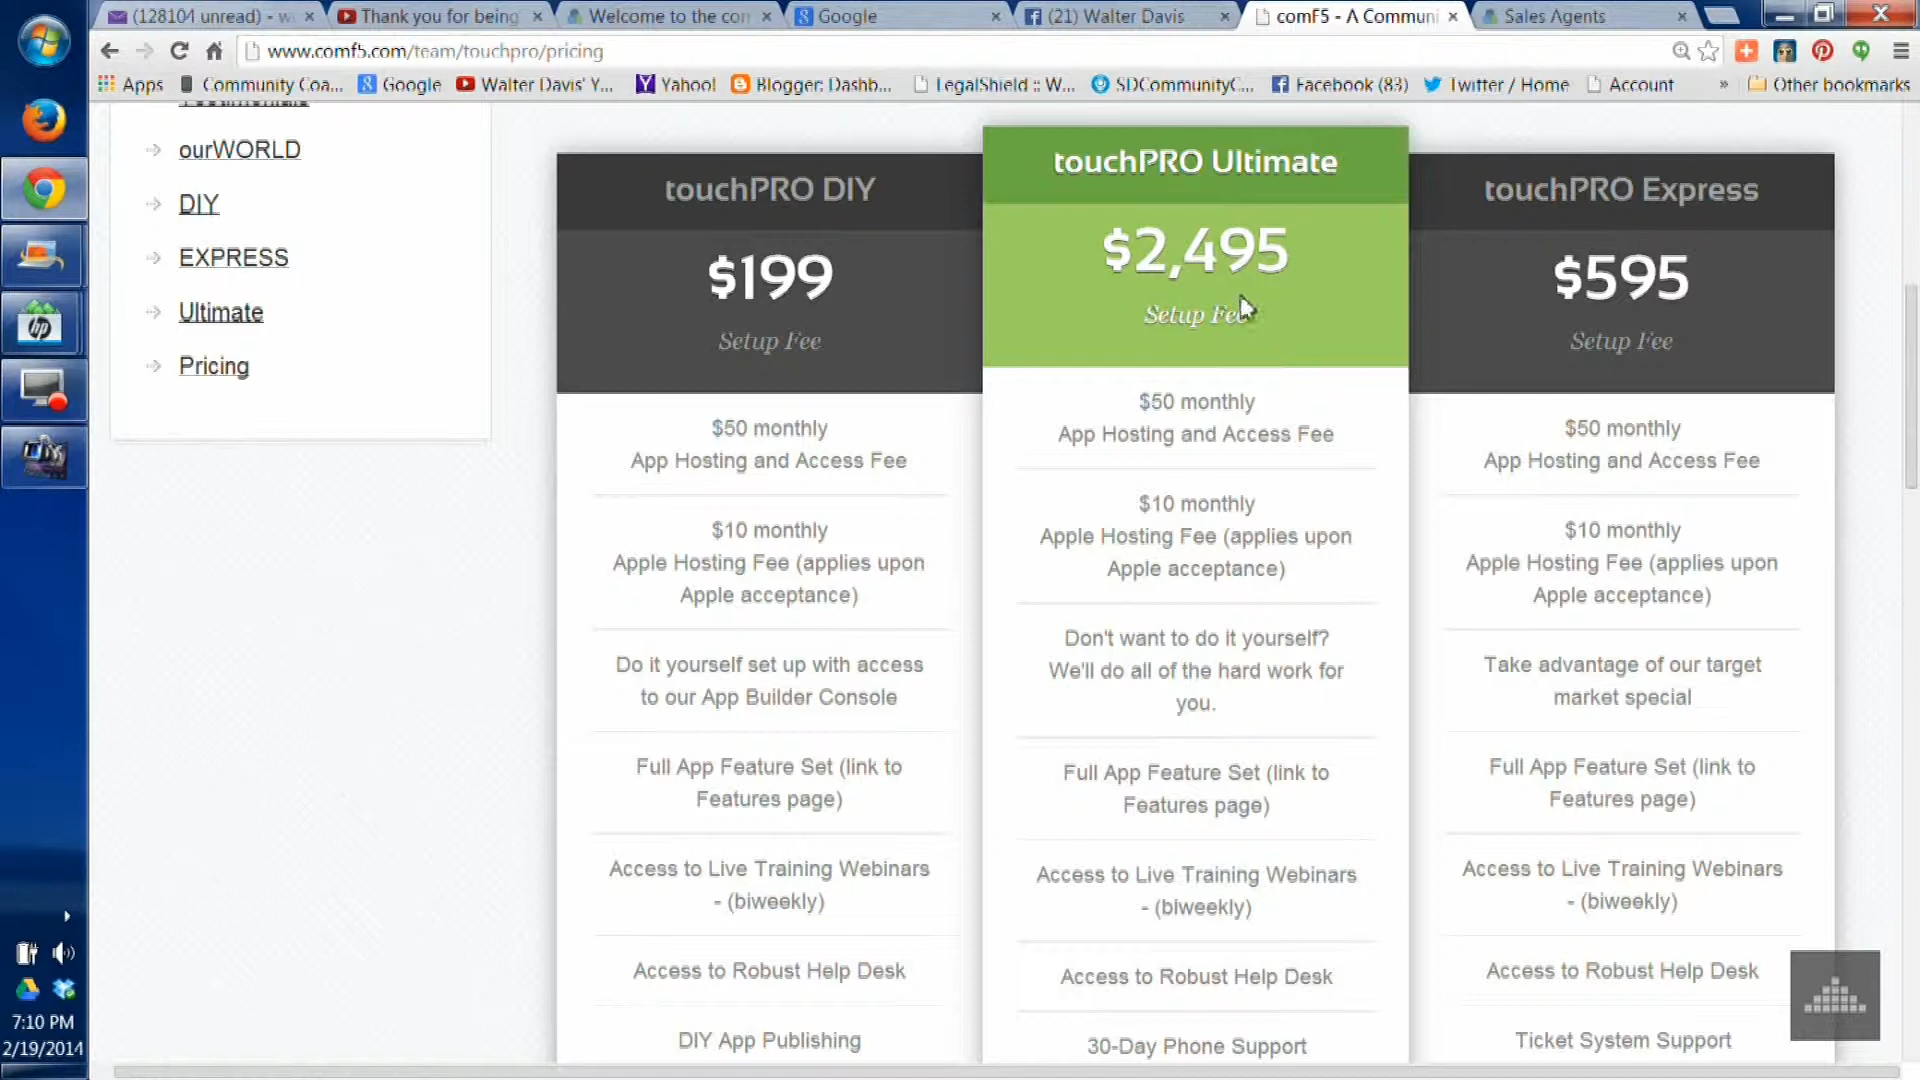 (128104 unread) - w
Thank you for being
Welcome to the con
Google
(21) Walter Davis
comF5 - A Communi
Sales Agents
www.comf5.com/team/touchpro/pricing
Apps
Community Coa...
Google
Walter Davis' Y...
Yahoo!
Blogger: Dashb...
LegalShield :: W...
SDCommunityC...
Facebook (83)
Twitter / Home
Account
»
Other bookmarks
ourWORLD
DIY
EXPRESS
Ultimate
Pricing
touchPRO DIY
$199
Setup Fee
$50 monthly
App Hosting and Access Fee
$10 monthly
Apple Hosting Fee (applies upon
Apple acceptance)
Do it yourself set up with access
to our App Builder Console
Full App Feature Set (link to
Features page)
Access to Live Training Webinars
- (biweekly)
Access to Robust Help Desk
DIY App Publishing
touchPRO Ultimate
$2,495
Setup Fee
$50 monthly
App Hosting and Access Fee
$10 monthly
Apple Hosting Fee (applies upon
Apple acceptance)
Don't want to do it yourself?
We'll do all of the hard work for
you.
Full App Feature Set (link to
Features page)
Access to Live Training Webinars
- (biweekly)
Access to Robust Help Desk
30-Day Phone Support
touchPRO Express
$595
Setup Fee
$50 monthly
App Hosting and Access Fee
$10 monthly
Apple Hosting Fee (applies upon
Apple acceptance)
Take advantage of our target
market special
Full App Feature Set (link to
Features page)
Access to Live Training Webinars
- (biweekly)
Access to Robust Help Desk
Ticket System Support
hp
7:10 PM
2/19/2014